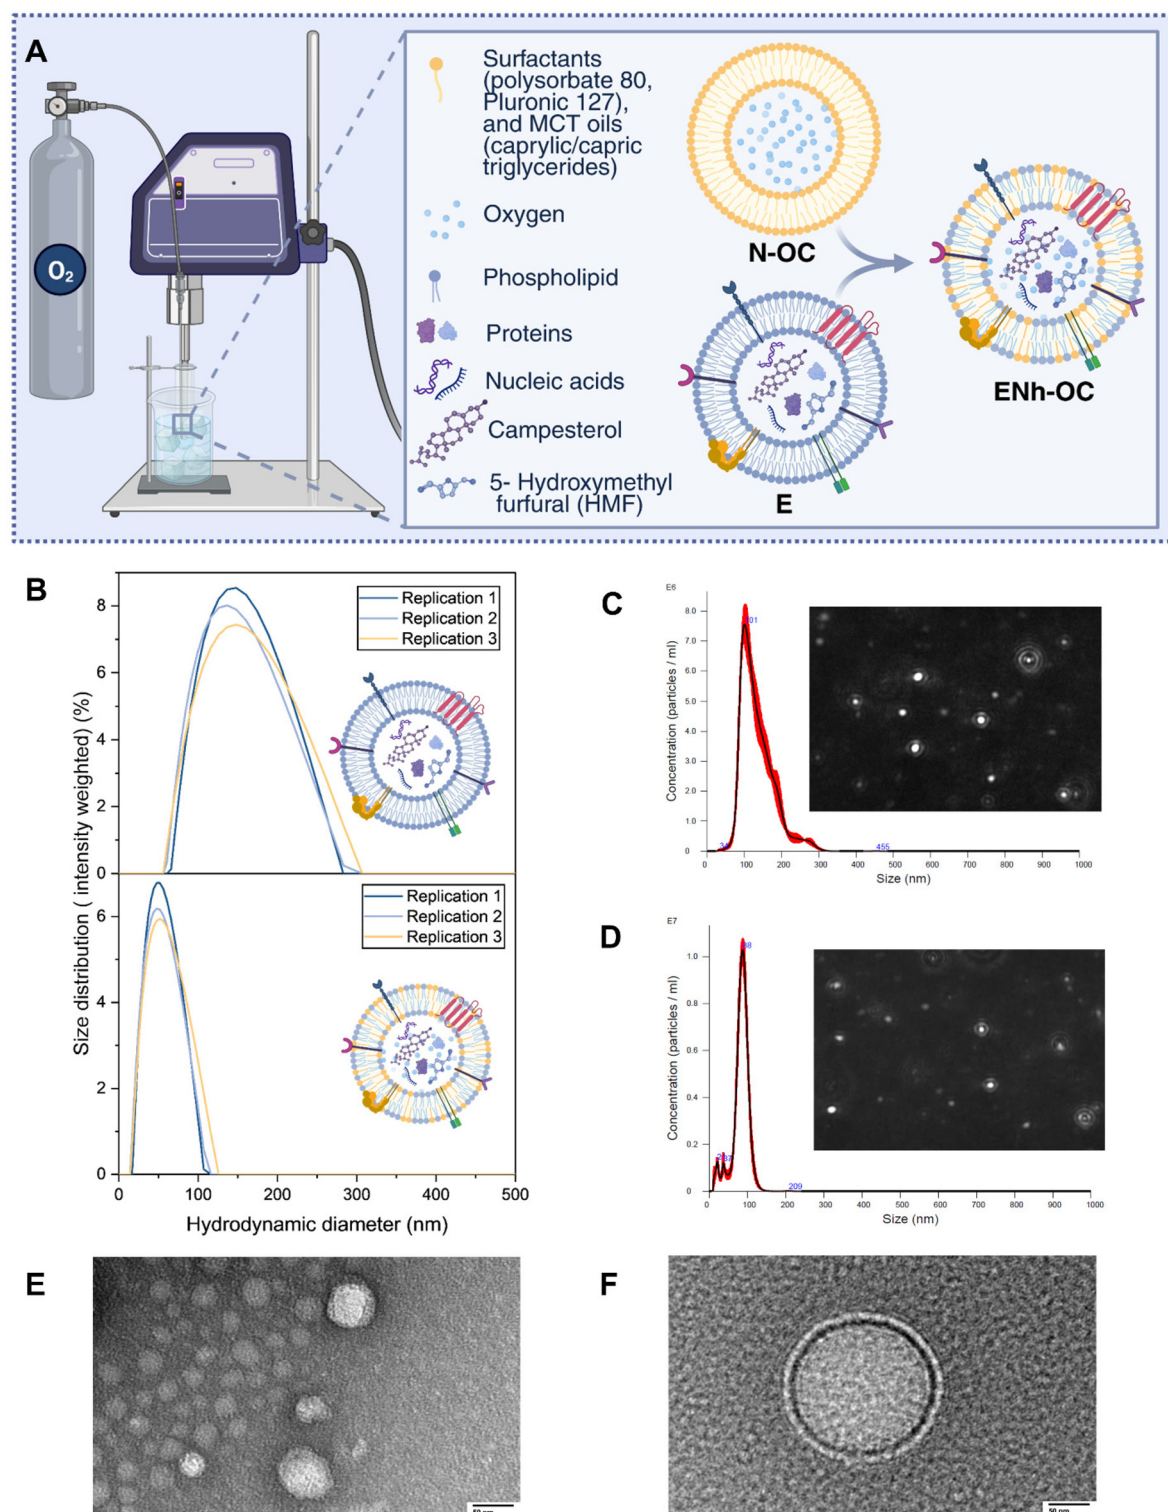 A
O₂
Surfactants
(polysorbate 80,
Pluronic 127),
and MCT oils
(caprylic/capric
triglycerides)
Oxygen
Phospholipid
Proteins
Nucleic acids
Campesterol
5- Hydroxymethyl
furfural (HMF)
N-OC
E
ENh-OC
B
Size distribution ( intensity weighted) (%)
8
6
4
2
0
Replication 1
Replication 2
Replication 3
6
4
2
0
Replication 1
Replication 2
Replication 3
0 100 200 300 400 500
Hydrodynamic diameter (nm)
C
E6
Concentration (particles / ml)
8.0
7.0
6.0
5.0
4.0
3.0
2.0
1.0
0
455
0 100 200 300 400 500 600 700 800 900 1000
Size (nm)
D
E7
Concentration (particles / ml)
1.0
0.8
0.6
0.4
0.2
0
209
0 100 200 300 400 500 600 700 800 900 1000
Size (nm)
E
50 nm
F
50 nm